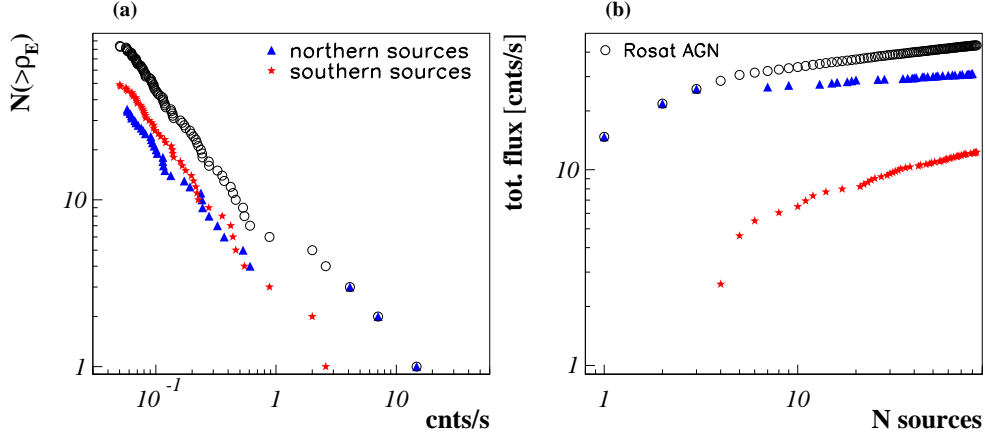 (a)
(b)
N(>ρE)
10
1
northern sources
southern sources
10-1
1
10
cnts/s
tot. flux [cnts/s]
10
1
Rosat AGN
1
10
N sources